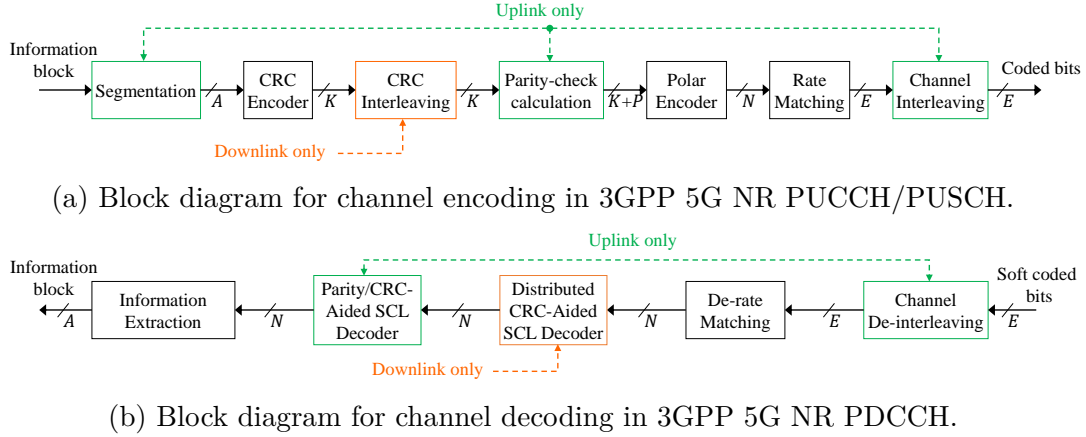 Uplink only
Information
block
Segmentation
A
CRC
Encoder
K
CRC
Interleaving
K
Parity-check
calculation
K+P
Polar
Encoder
N
Rate
Matching
E
Channel
Interleaving
Coded bits
E
Downlink only
(a) Block diagram for channel encoding in 3GPP 5G NR PUCCH/PUSCH.
Uplink only
Information
block
A
Information
Extraction
N
Parity/CRC-
Aided SCL
Decoder
N
Distributed
CRC-Aided
SCL Decoder
N
De-rate
Matching
E
Channel
De-interleaving
Soft coded
bits
E
Downlink only
(b) Block diagram for channel decoding in 3GPP 5G NR PDCCH.